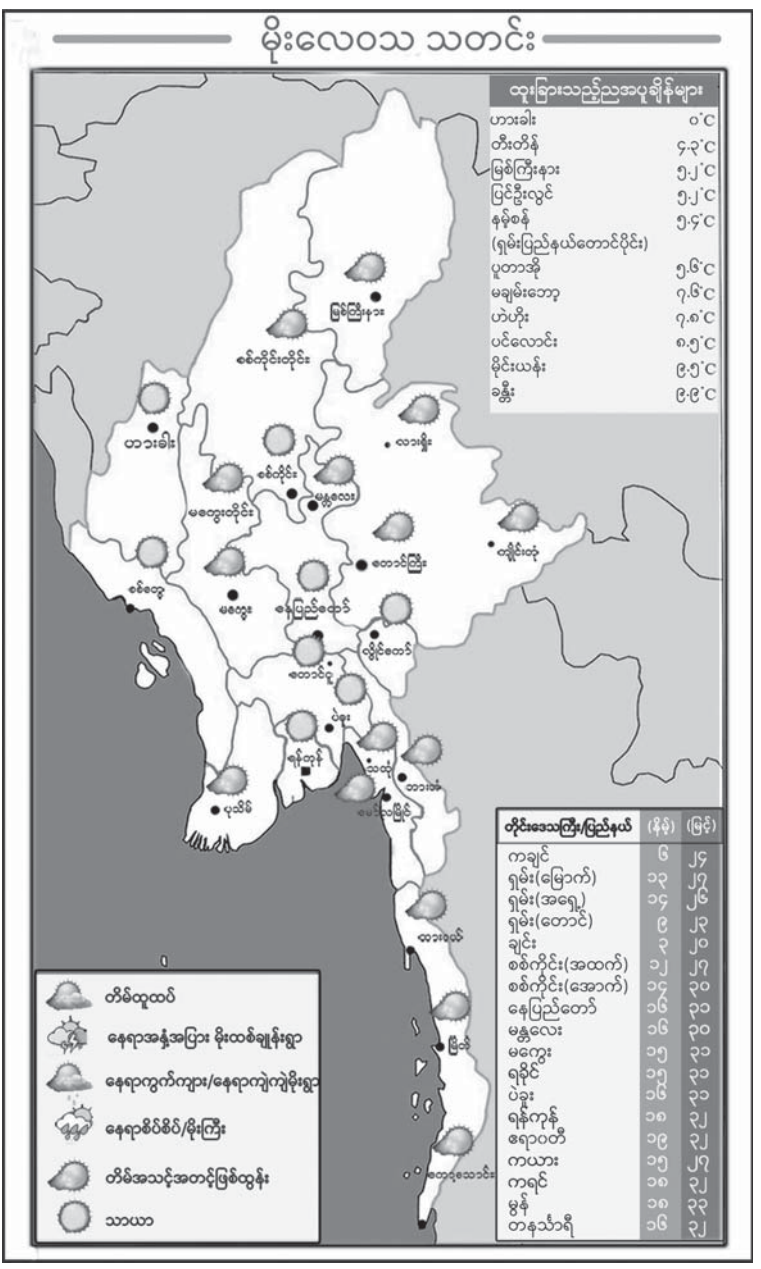 မိုးလေဝသ သတင်း
ထူးခြားသည့်ညအပူချိန်များ
ဟားခါး ၀°C
တီးတိန် ၄.၃°C
မြစ်ကြီးနား ၅.၂°C
ပြင်ဦးလွင် ၅.၂°C
နမ့်စန် ၅.၄°C
(ရှမ်းပြည်နယ်တောင်ပိုင်း)
ပူတာအို ၅.၆°C
မချမ်းဘော့ ၇.၆°C
ဟဲဟိုး ၇.၈°C
ပင်လောင်း ၈.၅°C
မိုင်းယန်း ၉.၅°C
ခန္တီး ၉.၉°C
မြစ်ကြီးနား
စစ်ကိုင်းတိုင်း
ဟားခါး
လားရှိုး
စစ်ကိုင်း
မန္တလေး
မကွေးတိုင်း
ကျိုင်းတုံ
တောင်ကြီး
စစ်တွေ
မကွေး
နေပြည်တော်
လွိုင်ကော်
တောင်ငူ
ပဲခူး
ရန်ကုန်
သထုံ
ဘားအံ
ပုသိမ်
မော်လမြိုင်
ထားဝယ်
မြိတ်
ကော့သောင်း
တိုင်းဒေသကြီး/ပြည်နယ် (နိမ့်) (မြင့်)
ကချင် ၆ ၂၄
ရှမ်း(မြောက်) ၁၃ ၂၇
ရှမ်း(အရှေ့) ၁၄ ၂၆
ရှမ်း(တောင်) ၉ ၂၃
ချင်း ၃ ၂၀
စစ်ကိုင်း(အထက်) ၁၂ ၂၇
စစ်ကိုင်း(အောက်) ၁၄ ၃၀
နေပြည်တော် ၁၆ ၃၁
မန္တလေး ၁၆ ၃၀
မကွေး ၁၅ ၃၁
ရခိုင် ၁၅ ၃၁
ပဲခူး ၁၆ ၃၁
ရန်ကုန် ၁၈ ၃၂
ဧရာဝတီ ၁၉ ၃၂
ကယား ၁၅ ၂၇
ကရင် ၁၈ ၃၂
မွန် ၁၈ ၃၃
တနင်္သာရီ ၁၆ ၃၂
တိမ်ထူထပ်
နေရာအနှံ့အပြား မိုးထစ်ချုန်းရွာ
နေရာကွက်ကျား/နေရာကျဲကျဲမိုးရွာ
နေရာစိပ်စိပ်/မိုးကြီး
တိမ်အသင့်အတင့်ဖြစ်ထွန်း
သာယာ